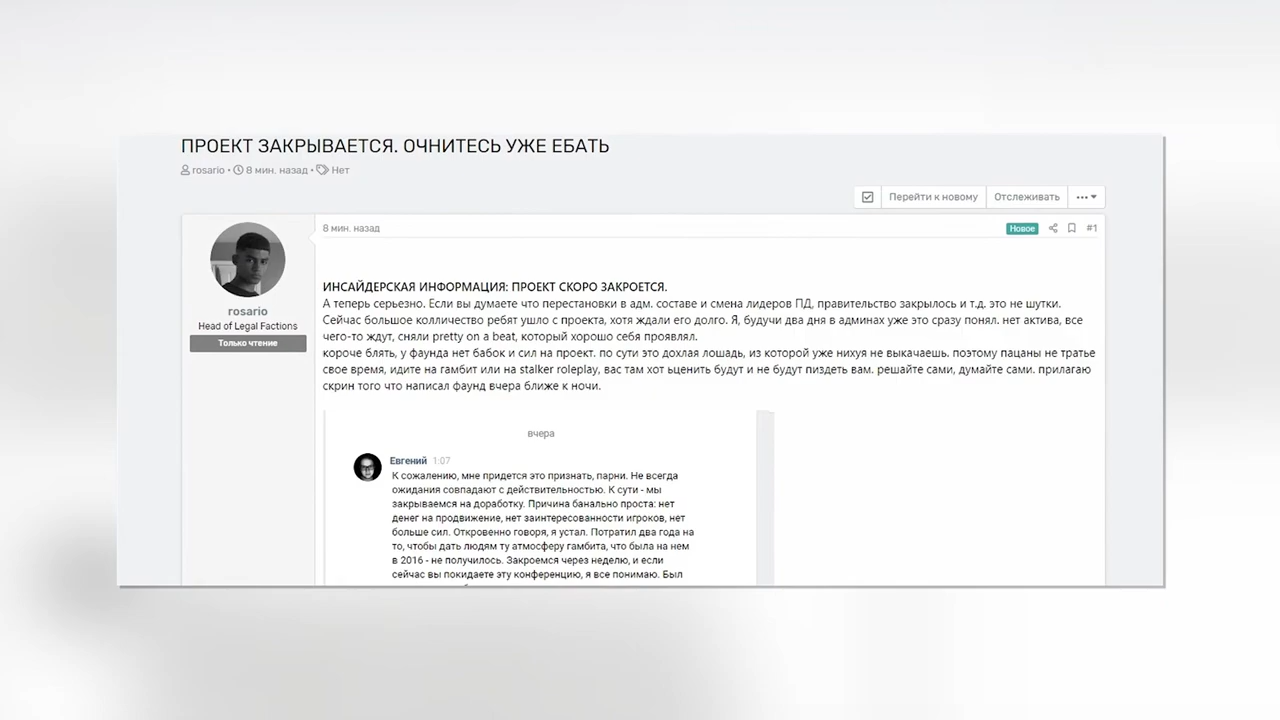 ПРОЕКТ ЗАКРЫВАЕТСЯ. ОЧНИТЕСЬ УЖЕ ЕБАТЬ
rosario • 8 мин. назад • Нет
Перейти к новому Отслеживать
8 мин. назад Новое #1
rosario
Head of Legal Factions
Только чтение
ИНСАЙДЕРСКАЯ ИНФОРМАЦИЯ: ПРОЕКТ СКОРО ЗАКРОЕТСЯ.
А теперь серьезно. Если вы думаете что перестановки в адм. составе и смена лидеров ПД, правительство закрылось и т.д. это не шутки.
Сейчас большое колличество ребят ушло с проекта, хотя ждали его долго. Я, будучи два дня в админах уже это сразу понял. нет актива, все
чего-то ждут, сняли pretty on a beat, который хорошо себя проявлял.
короче блять, у фаунда нет бабок и сил на проект. по сути это дохлая лошадь, из которой уже нихуя не выкачаешь. поэтому пацаны не тратье
свое время, идите на гамбит или на stalker roleplay, вас там хот ьценить будут и не будут пиздеть вам. решайте сами, думайте сами. прилагаю
скрин того что написал фаунд вчера ближе к ночи.
вчера
Евгений 1:07
К сожалению, мне придется это признать, парни. Не всегда
ожидания совпадают с действительностью. К сути - мы
закрываемся на доработку. Причина банально проста: нет
денег на продвижение, нет заинтересованности игроков, нет
больше сил. Откровенно говоря, я устал. Потратил два года на
то, чтобы дать людям ту атмосферу гамбита, что была на нем
в 2016 - не получилось. Закроемся через неделю, и если
сейчас вы покидаете эту конференцию, я все понимаю. Был